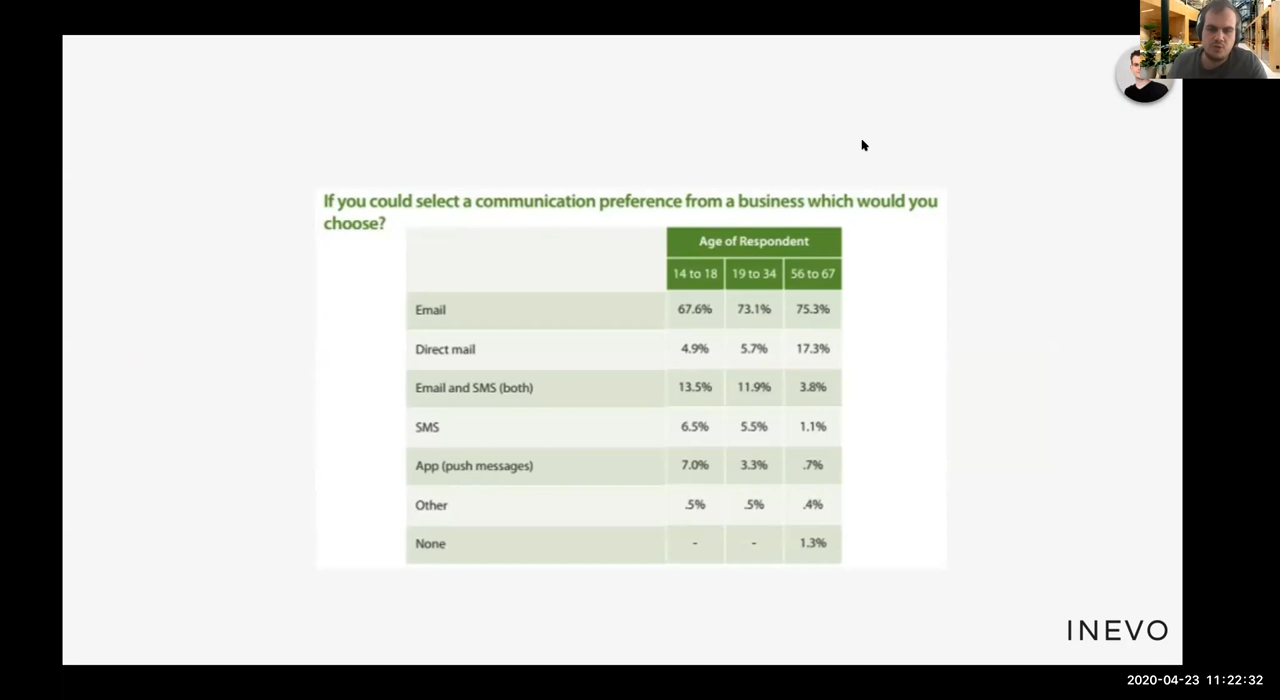 If you could select a communication preference from a business which would you
choose?
Age of Respondent
14 to 18 19 to 34 56 to 67
Email 67.6% 73.1% 75.3%
Direct mail 4.9% 5.7% 17.3%
Email and SMS (both) 13.5% 11.9% 3.8%
SMS 6.5% 5.5% 1.1%
App (push messages) 7.0% 3.3% .7%
Other .5% .5% .4%
None - - 1.3%
INEVO
2020-04-23 11:22:32